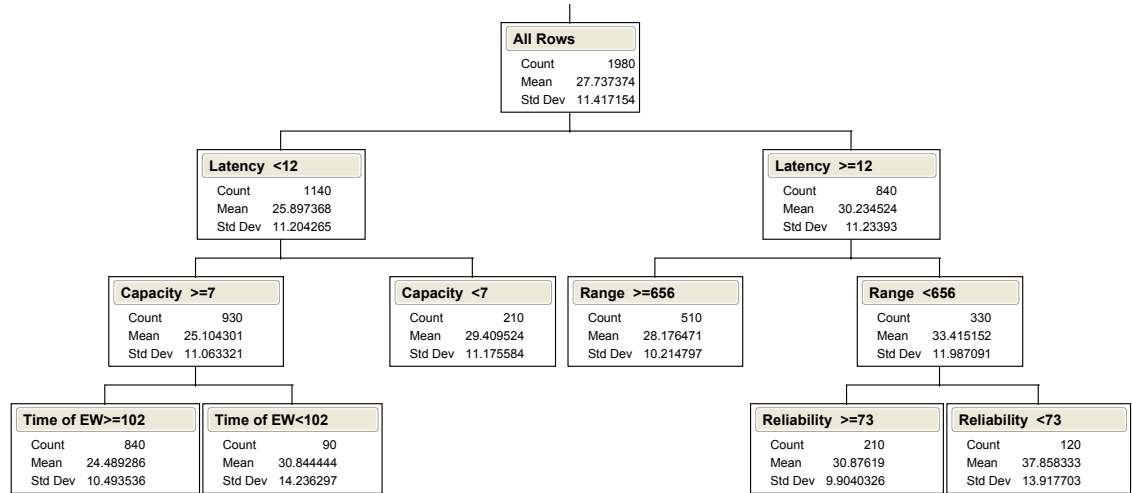 All Rows
Count 1980
Mean 27.737374
Std Dev 11.417154
Latency <12
Count 1140
Mean 25.897368
Std Dev 11.204265
Latency >=12
Count 840
Mean 30.234524
Std Dev 11.23393
Capacity >=7
Count 930
Mean 25.104301
Std Dev 11.063321
Capacity <7
Count 210
Mean 29.409524
Std Dev 11.175584
Range >=656
Count 510
Mean 28.176471
Std Dev 10.214797
Range <656
Count 330
Mean 33.415152
Std Dev 11.987091
Time of EW>=102
Count 840
Mean 24.489286
Std Dev 10.493536
Time of EW<102
Count 90
Mean 30.844444
Std Dev 14.236297
Reliability >=73
Count 210
Mean 30.87619
Std Dev 9.9040326
Reliability <73
Count 120
Mean 37.858333
Std Dev 13.917703